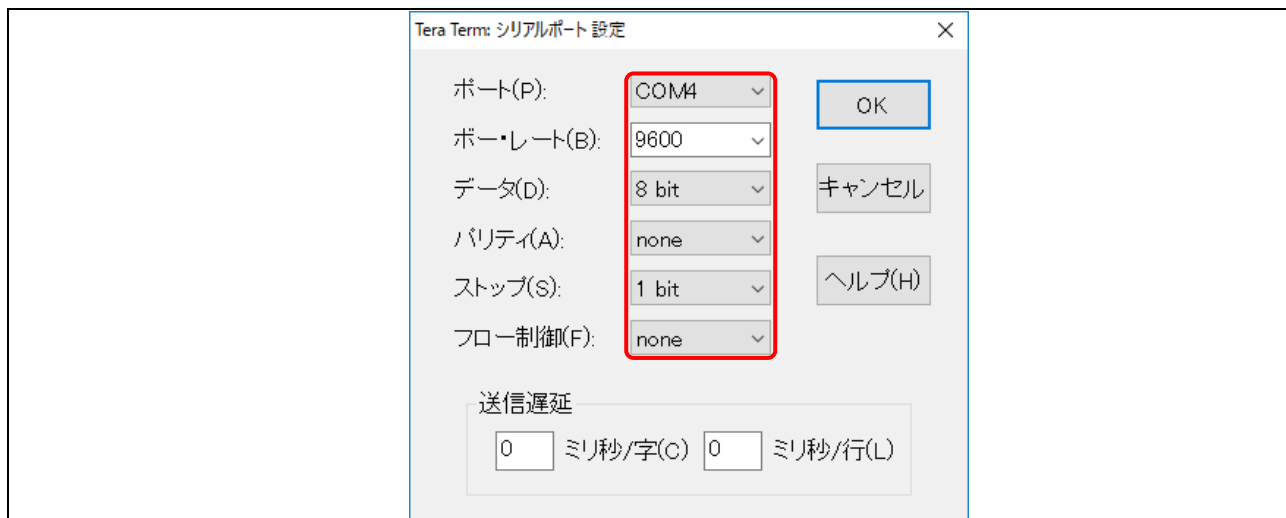 Tera Term: シリアルポート 設定
ポート(P): COM4
OK
ボー・レート(B): 9600
データ(D): 8 bit
キャンセル
パリティ(A): none
ストップ(S): 1 bit
ヘルプ(H)
フロー制御(F): none
送信遅延
0 ミリ秒/字(C) 0 ミリ秒/行(L)